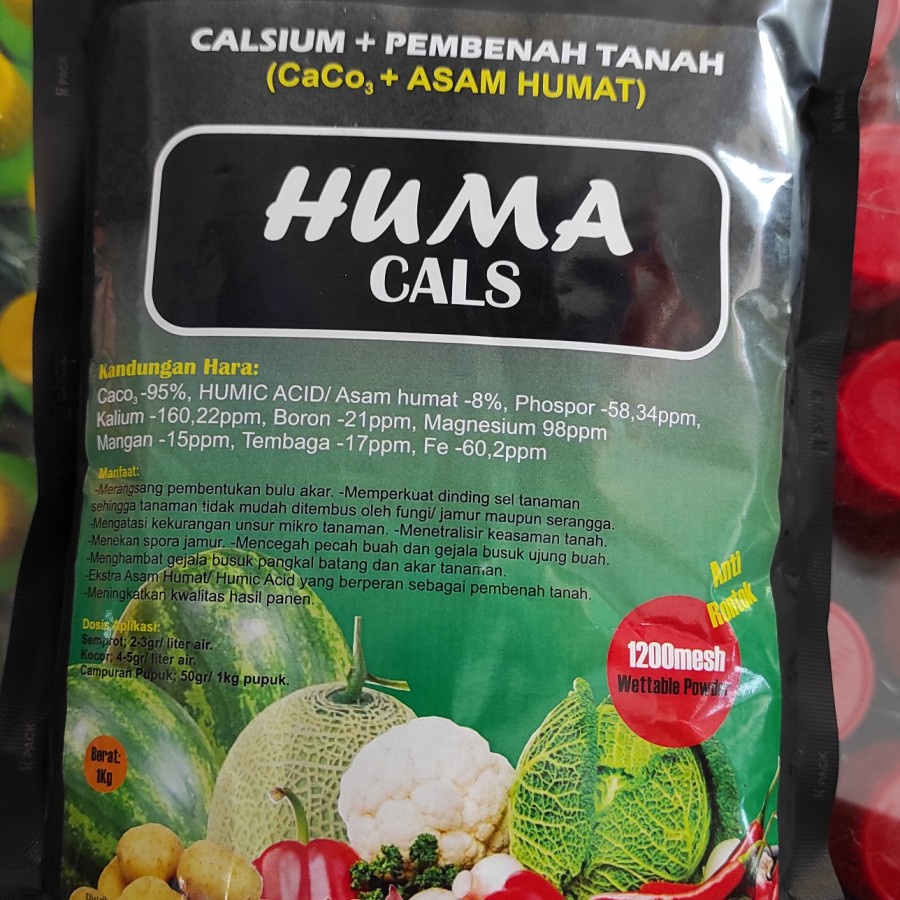 CALSIUM + PEMBENAH TANAH
(CaCo₃ + ASAM HUMAT)
HUMA
CALS
Kandungan Hara:
Caco₃ -95%, HUMIC ACID/ Asam humat -8%, Phospor -58,34ppm,
Kalium -160,22ppm, Boron -21ppm, Magnesium 98ppm
Mangan -15ppm, Tembaga -17ppm, Fe -60,2ppm
Manfaat:
-Merangsang pembentukan bulu akar. -Memperkuat dinding sel tanaman
sehingga tanaman tidak mudah ditembus oleh fungi/ jamur maupun serangga.
-Mengatasi kekurangan unsur mikro tanaman. -Menetralisir keasaman tanah.
-Menekan spora jamur. -Mencegah pecah buah dan gejala busuk ujung buah.
-Menghambat gejala busuk pangkal batang dan akar tanaman.
-Ekstra Asam Humat/ Humic Acid yang berperan sebagai pembenah tanah.
-Meningkatkan kwalitas hasil panen.
Dosis Aplikasi:
Semprot; 2-3gr/ liter air.
Kocor; 4-5gr/ liter air.
Campuran Pupuk; 50gr/ 1kg pupuk.
Anti
Rontok
1200mesh
Wettable Powder
Berat:
1Kg